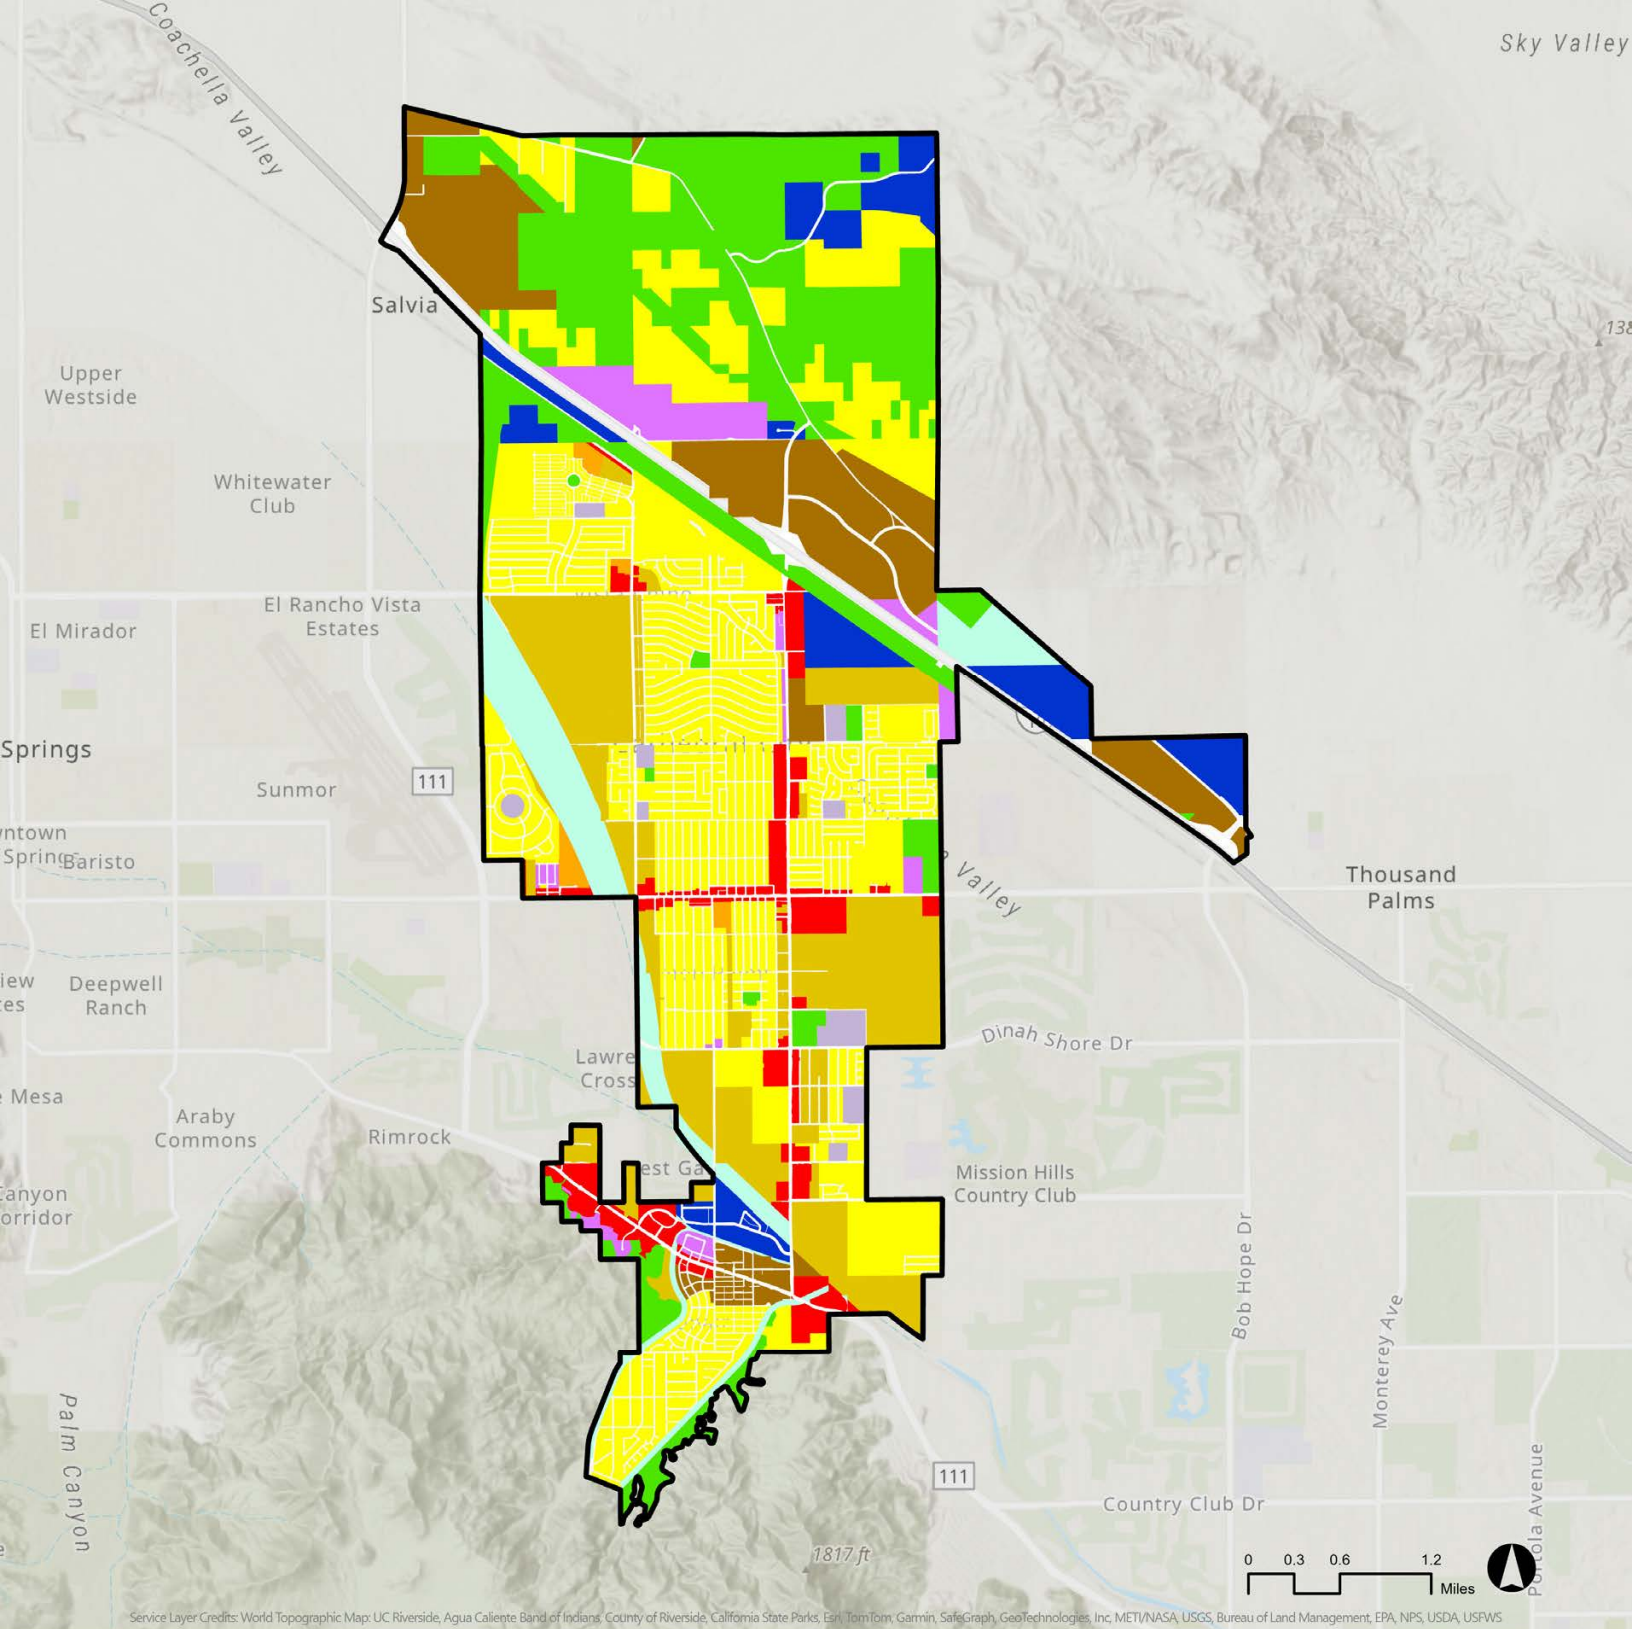 Coachella Valley
Sky Valley
Salvia
Upper
Westside
Whitewater
Club
El Rancho Vista
Estates
El Mirador
Springs
111
Sunmor
Baristo
Thousand
Palms
Valley
Deepwell
Ranch
Dinah Shore Dr
Lawre
Cross
Mesa
Araby
Commons
Rimrock
est Ga
Mission Hills
Country Club
Bob Hope Dr
Monterey Ave
Palm Canyon
111
Country Club Dr
Portola Avenue
1817 ft
0 0.3 0.6 1.2
Miles
Service Layer Credits: World Topographic Map: UC Riverside, Agua Caliente Band of Indians, County of Riverside, California State Parks, Esri, TomTom, Garmin, SafeGraph, GeoTechnologies, Inc, METI/NASA, USGS, Bureau of Land Management, EPA, NPS, USDA, USFWS